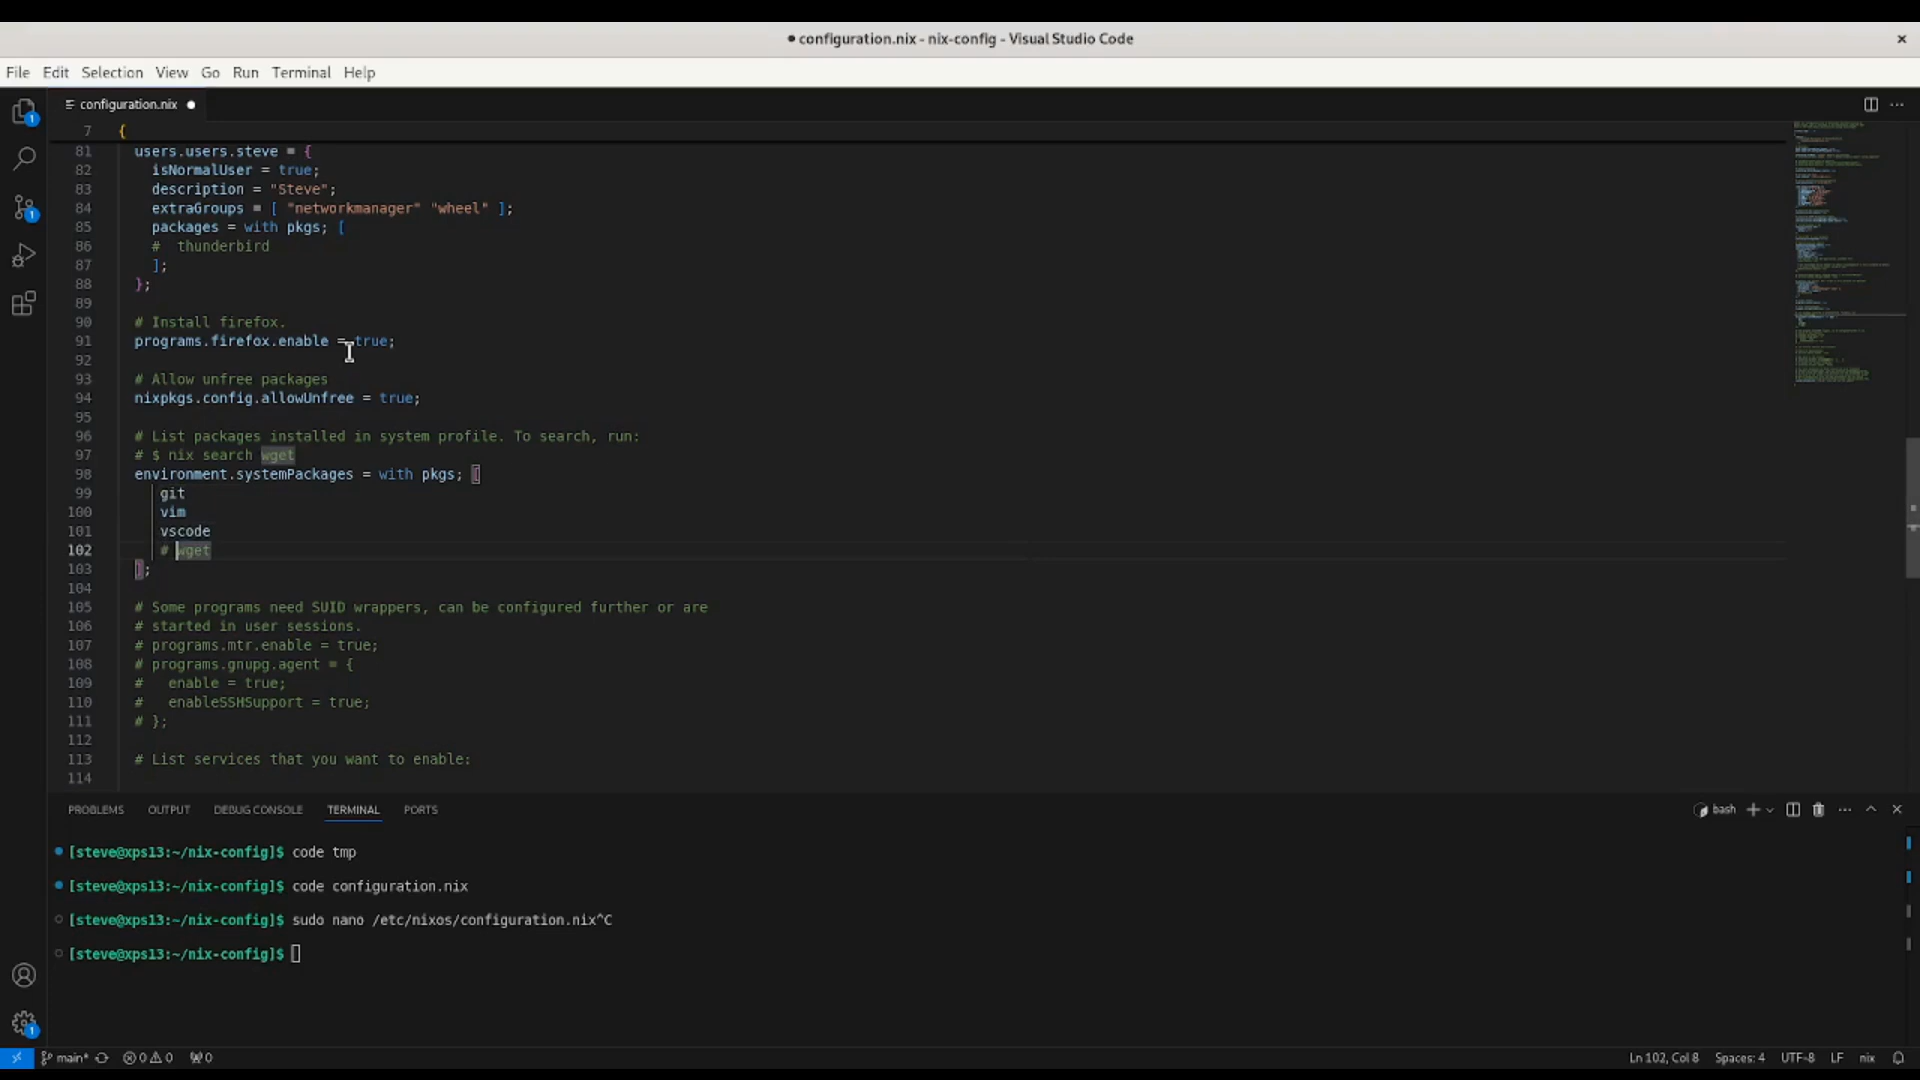 ● configuration.nix - nix-config - Visual Studio Code
File Edit Selection View Go Run Terminal Help
configuration.nix
7 {
81 users.users.steve = {
82 isNormalUser = true;
83 description = "Steve";
84 extraGroups = [ "networkmanager" "wheel" ];
85 packages = with pkgs; [
86 #  thunderbird
87 ];
88 };
89
90 # Install firefox.
91 programs.firefox.enable = true;
92
93 # Allow unfree packages
94 nixpkgs.config.allowUnfree = true;
95
96 # List packages installed in system profile. To search, run:
97 # $ nix search wget
98 environment.systemPackages = with pkgs; [
99 git
100 vim
101 vscode
102 # wget
103 ];
104
105 # Some programs need SUID wrappers, can be configured further or are
106 # started in user sessions.
107 # programs.mtr.enable = true;
108 # programs.gnupg.agent = {
109 #   enable = true;
110 #   enableSSHSupport = true;
111 # };
112
113 # List services that you want to enable:
114
PROBLEMS OUTPUT DEBUG CONSOLE TERMINAL PORTS bash
[steve@xps13:~/nix-config]$ code tmp
[steve@xps13:~/nix-config]$ code configuration.nix
[steve@xps13:~/nix-config]$ sudo nano /etc/nixos/configuration.nix^C
[steve@xps13:~/nix-config]$
main* 0 0 0 Ln 102, Col 8 Spaces: 4 UTF-8 LF nix